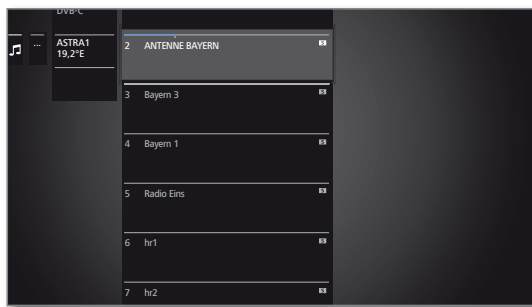 DVB-C
...
ASTRA1
19,2°E
2 ANTENNE BAYERN S
3 Bayern 3 S
4 Bayern 1 S
5 Radio Eins S
6 hr1 S
7 hr2 S